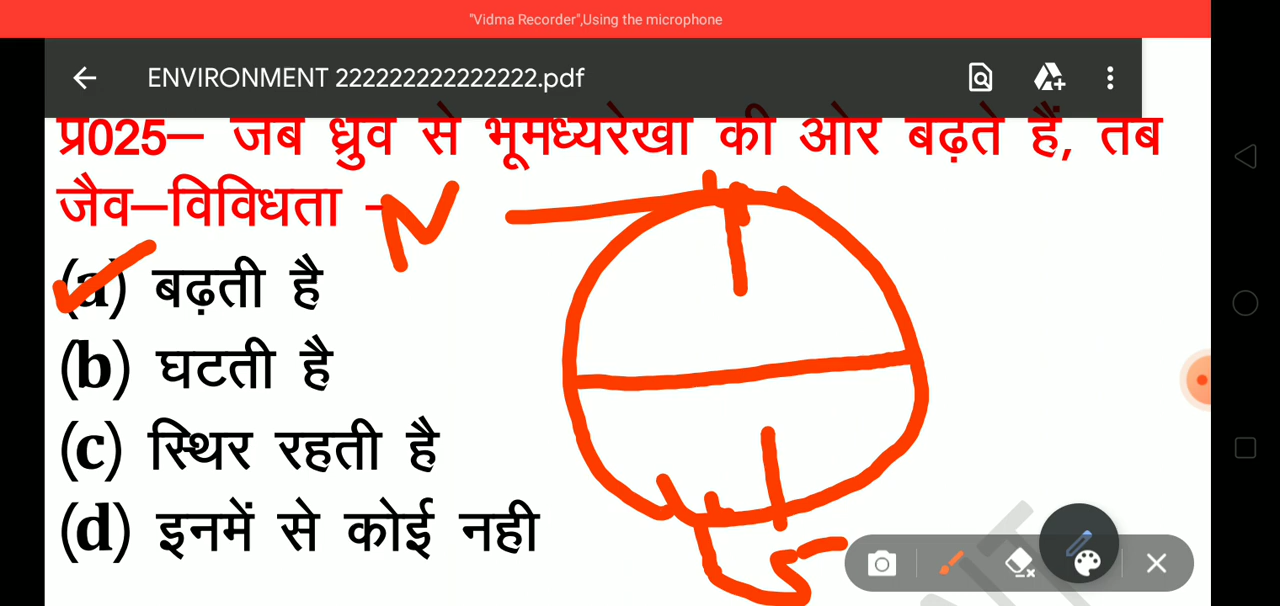 "Vidma Recorder",Using the microphone
ENVIRONMENT 222222222222222.pdf
प्र025– जब ध्रुव से भूमध्यरेखा की ओर बढ़ते हैं, तब
जैव–विविधता -
N
(a) बढ़ती है
(b) घटती है
(c) स्थिर रहती है
(d) इनमें से कोई नही
S